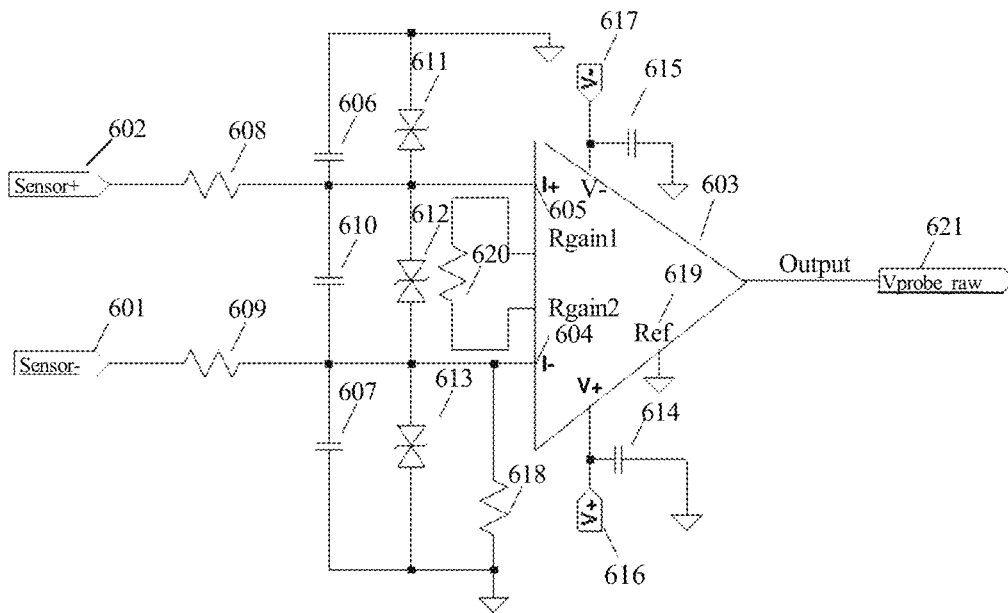 617
611
615
V-
606
602
608
603
Sensor+
I+
V-
605
612
621
610
Rgain1
620
Output
Vprobe_raw
619
601
609
Rgain2
604
Ref
Sensor-
I-
607
613
V+
614
618
V+
616